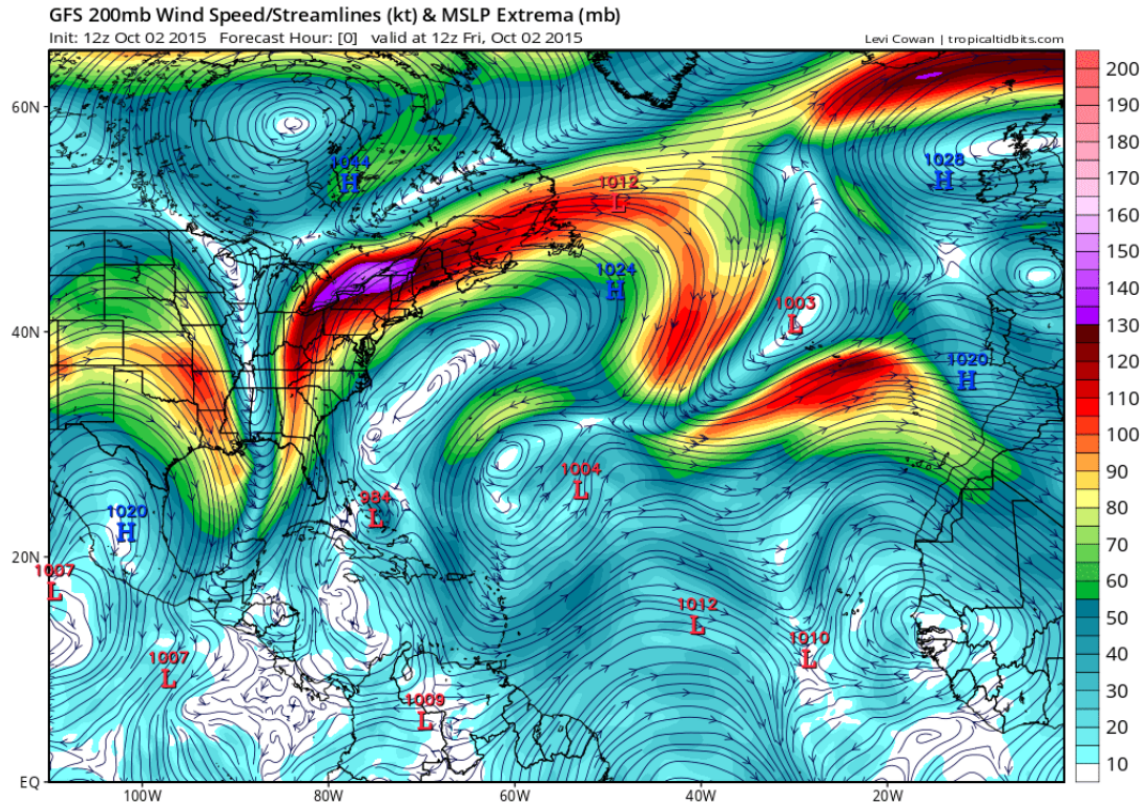 GFS 200mb Wind Speed/Streamlines (kt) & MSLP Extrema (mb)
Init: 12z Oct 02 2015 Forecast Hour: [0] valid at 12z Fri, Oct 02 2015
Levi Cowan | tropicaltidbits.com
200
190
180
170
160
150
140
130
120
110
100
90
80
70
60
50
40
30
20
10
60N
40N
20N
EQ
100W
80W
60W
40W
20W
1044
H
1012
L
1028
H
1024
H
1003
L
1020
H
1004
L
984
L
1020
H
1007
L
1012
L
1010
L
1007
L
1009
L